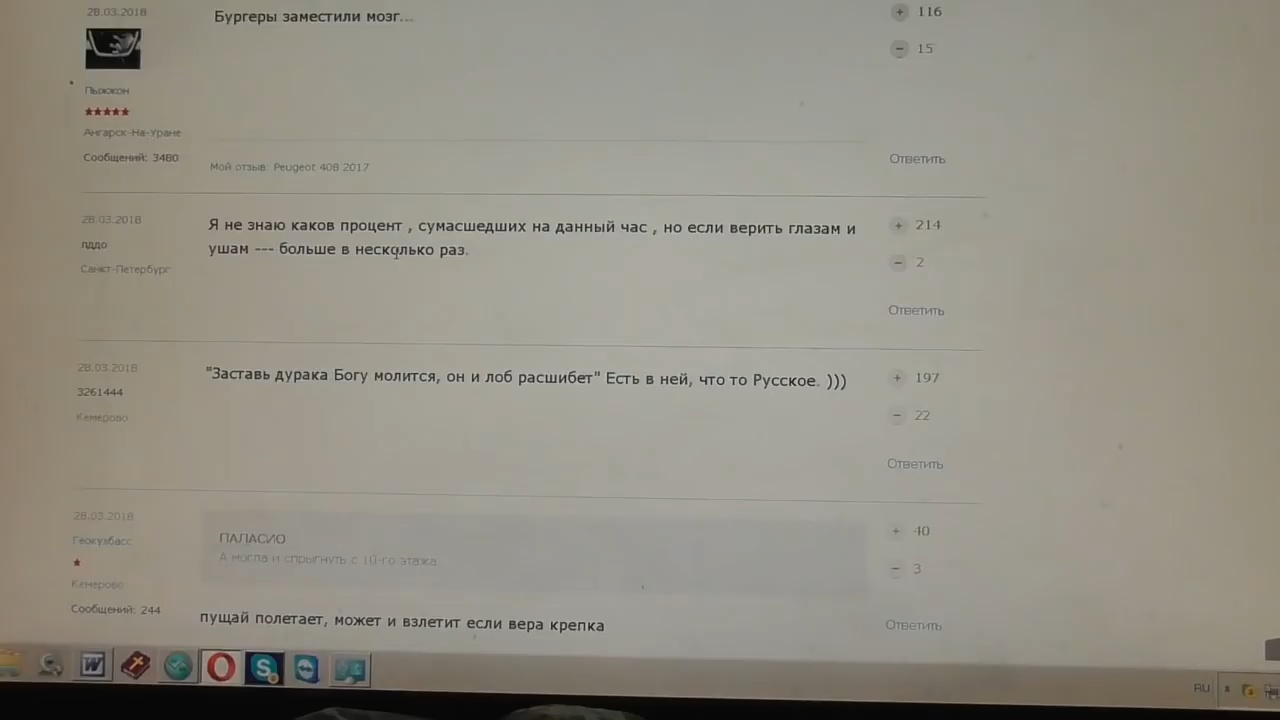 28.03.2018
Бургеры заместили мозг...
116
15
Пьюжкон
Ангарск-На-Уране
Сообщений: 3480
Мой отзыв: Peugeot 408 2017
Ответить
28.03.2018
лддо
Санкт-Петербург
Я не знаю каков процент , сумасшедших на данный час , но если верить глазам и
ушам --- больше в несколько раз.
+ 214
− 2
Ответить
28.03.2018
3261444
Кемерово
"Заставь дурака Богу молится, он и лоб расшибет" Есть в ней, что то Русское. )))
+ 197
− 22
Ответить
28.03.2018
Геокузбасс
Кемерово
Сообщений: 244
ПАЛАСИО
А могла и спрыгнуть с 10-го этажа
пущай полетает, может и взлетит если вера крепка
+ 40
− 3
Ответить
RU